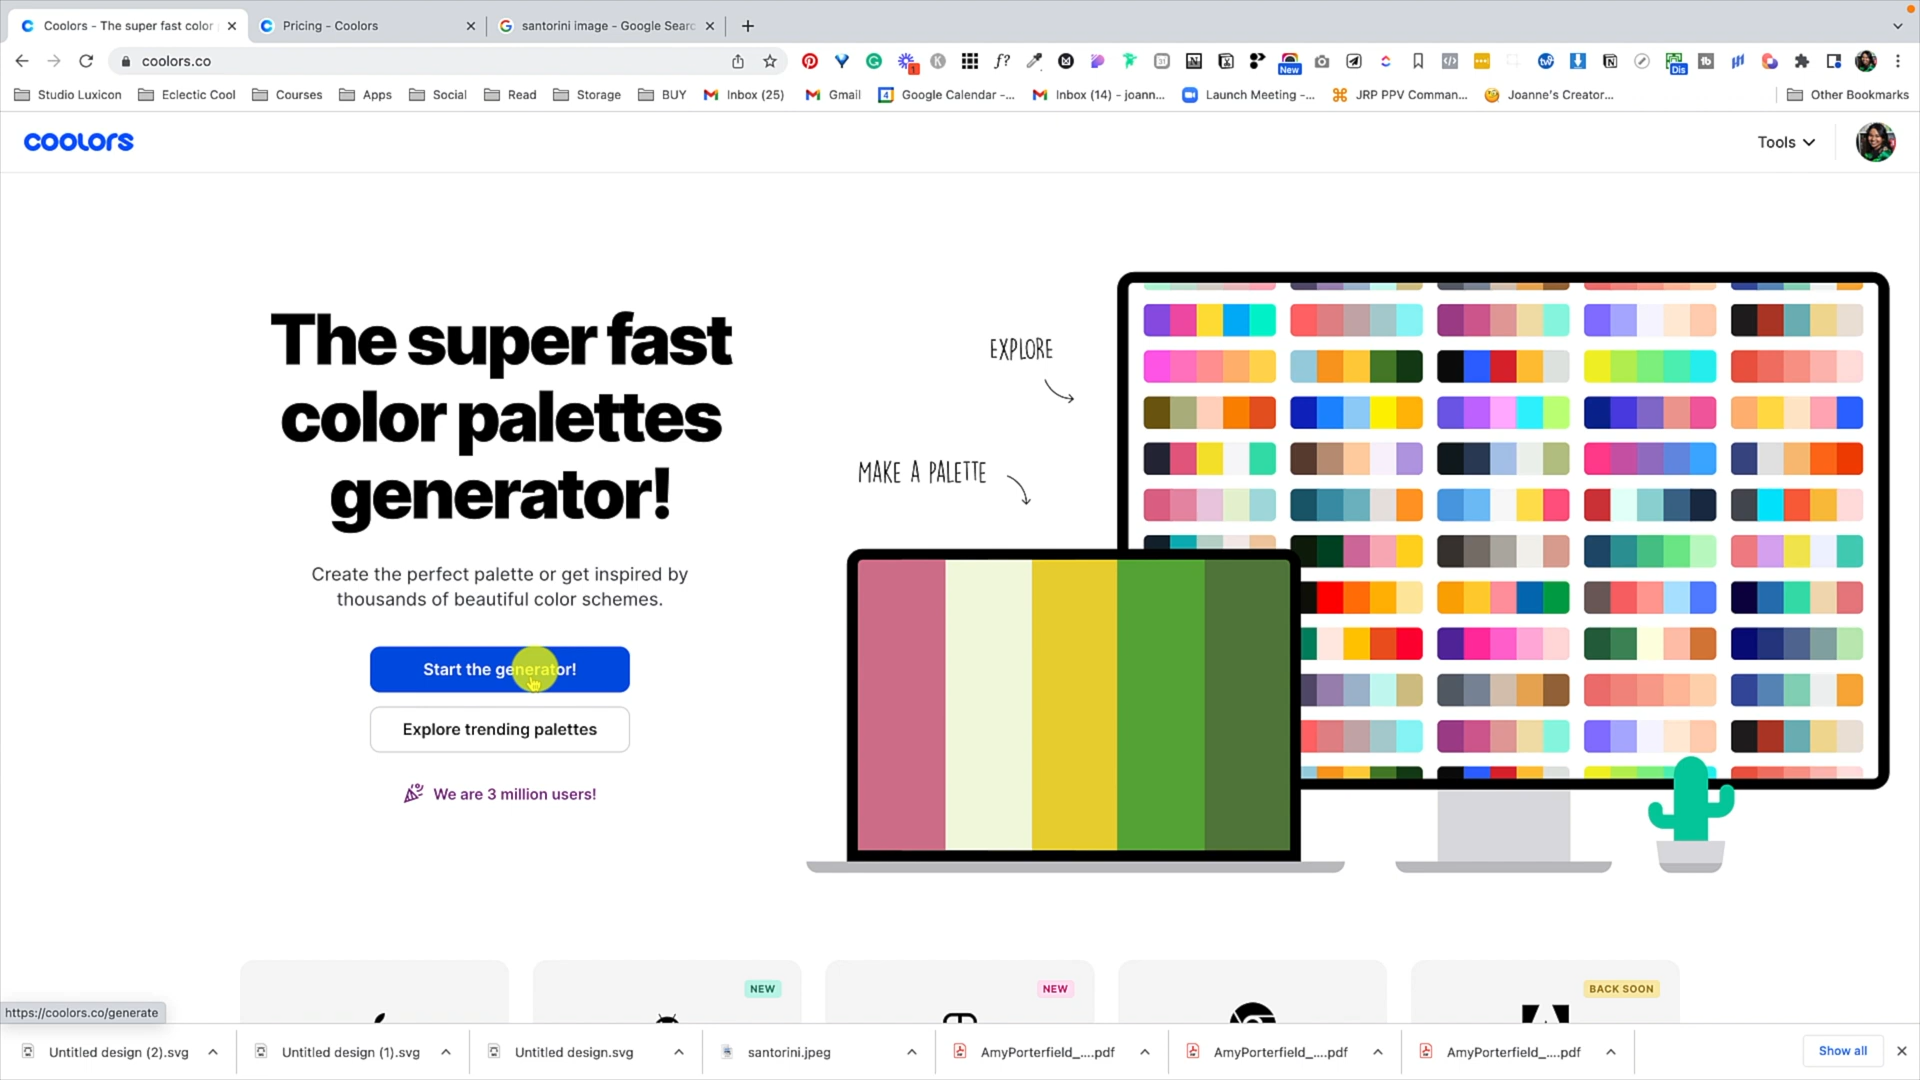 Coolors - The super fast color
Pricing - Coolors
santorini image - Google Searc
coolors.co
1
New
Dis
Studio Luxicon
Eclectic Cool
Courses
Apps
Social
Read
Storage
BUY
Inbox (25)
Gmail
Google Calendar -...
Inbox (14) - joann...
Launch Meeting -...
JRP PPV Comman...
Joanne's Creator...
Other Bookmarks
coolors
Tools
The super fast
color palettes
generator!
Create the perfect palette or get inspired by
thousands of beautiful color schemes.
Start the generator!
Explore trending palettes
We are 3 million users!
EXPLORE
MAKE A PALETTE
NEW
NEW
BACK SOON
https://coolors.co/generate
Untitled design (2).svg
Untitled design (1).svg
Untitled design.svg
santorini.jpeg
AmyPorterfield_....pdf
AmyPorterfield_....pdf
AmyPorterfield_....pdf
Show all